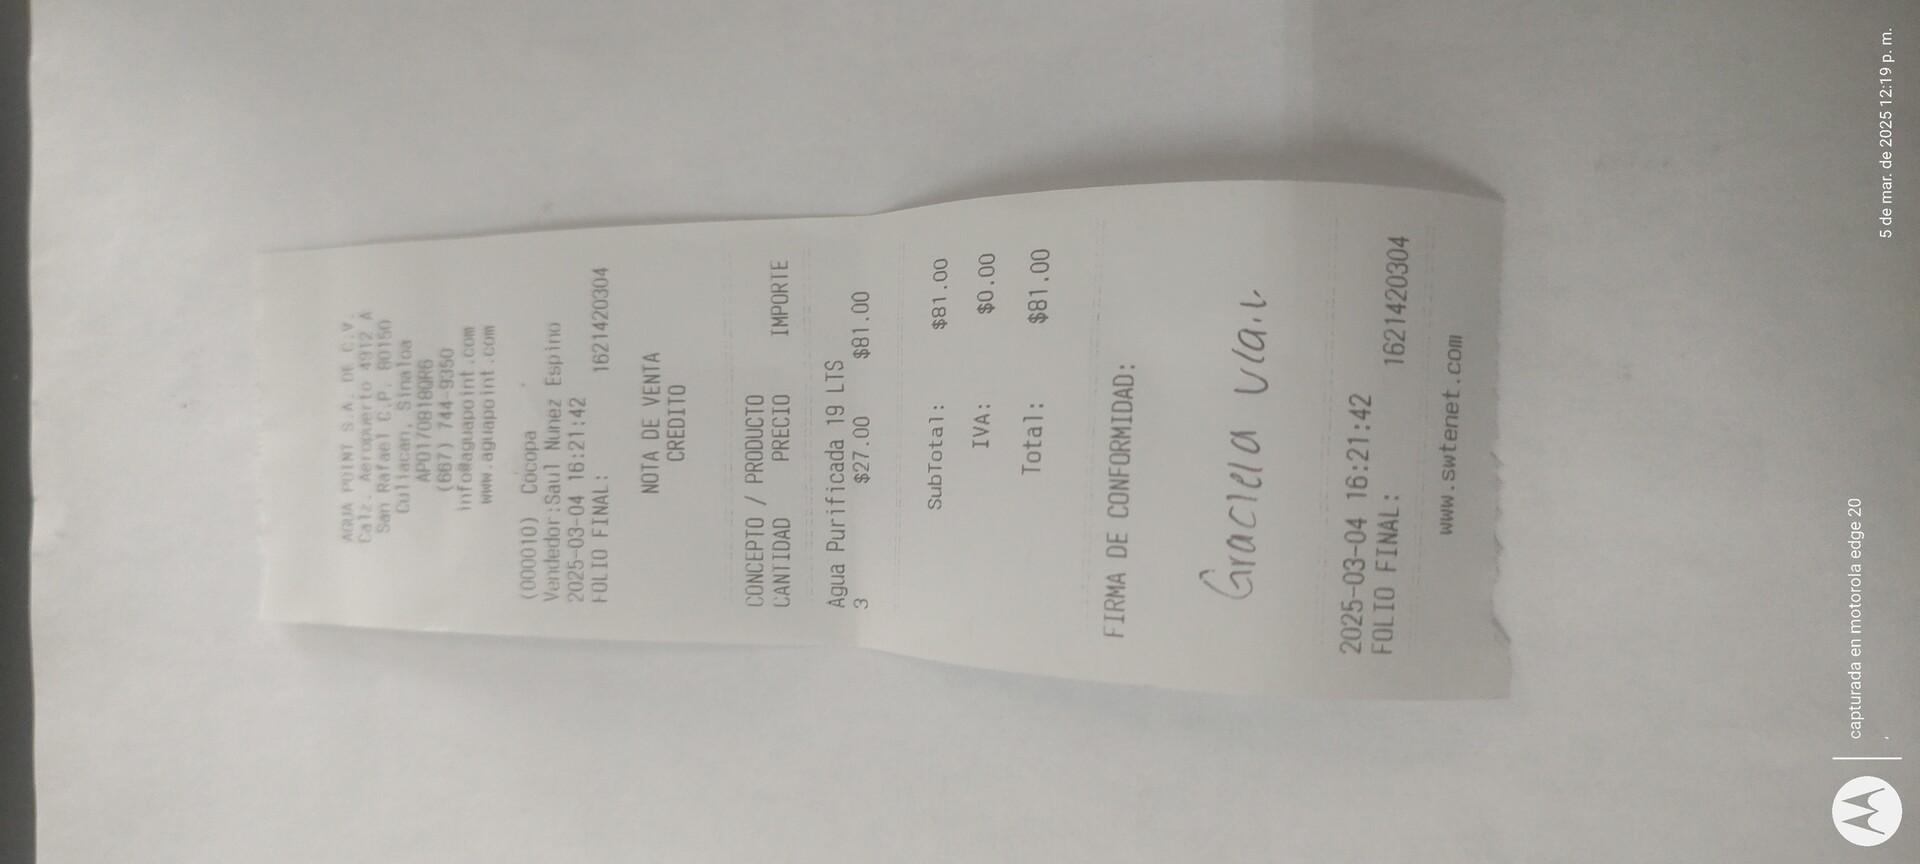 AGUA POINT S.A. DE C.V.
Calz. Aeropuerto 4912 A
San Rafael C.P. 80150
Culiacan, Sinaloa
APO170818QR6
(667) 744-9350
info@aguapoint.com
www.aguapoint.com
(000010) Cocopa
Vendedor:Saul Nunez Espino
2025-03-04 16:21:42
FOLIO FINAL: 1621420304
NOTA DE VENTA
CREDITO
CONCEPTO / PRODUCTO
CANTIDAD PRECIO IMPORTE
Agua Purificada 19 LTS
3 $27.00 $81.00
SubTotal: $81.00
IVA: $0.00
Total: $81.00
FIRMA DE CONFORMIDAD:
Graciela
2025-03-04 16:21:42
FOLIO FINAL: 1621420304
www.swtenet.com
capturada en motorola edge 20
5 de mar. de 2025 12:19 p. m.